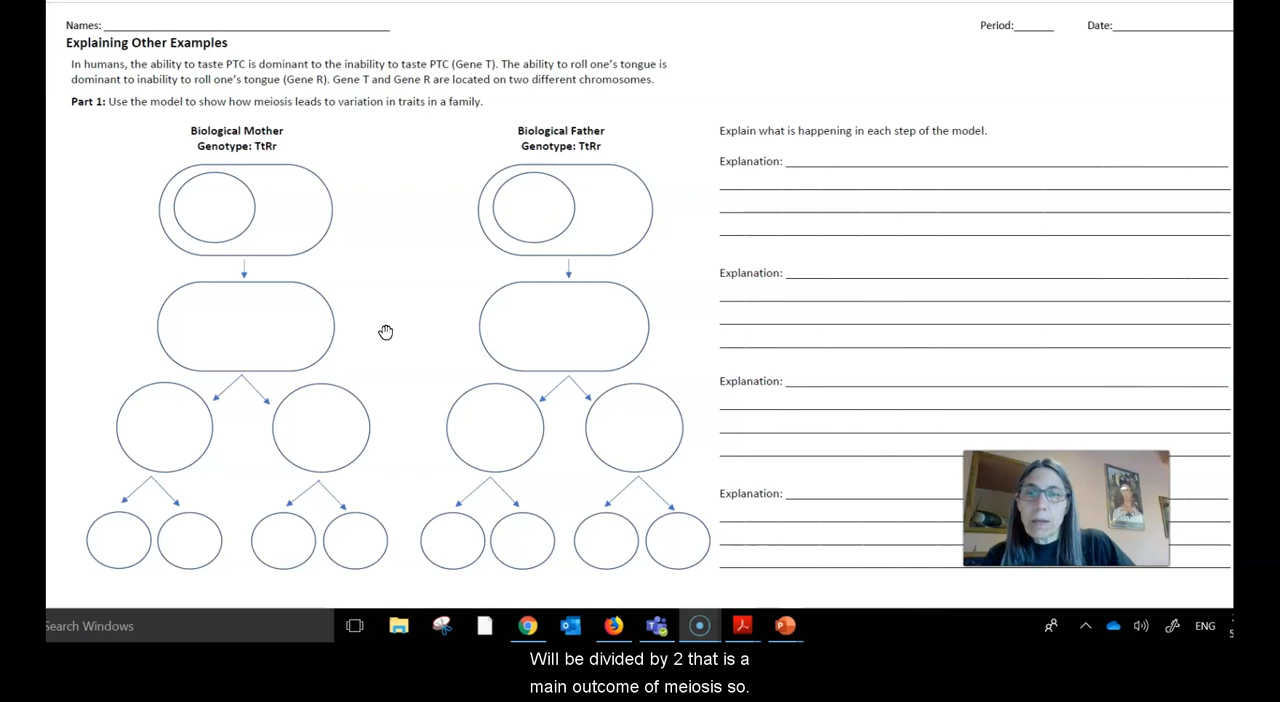 Names: ____________________ Period:______ Date:____________________
Explaining Other Examples
In humans, the ability to taste PTC is dominant to the inability to taste PTC (Gene T). The ability to roll one's tongue is
dominant to inability to roll one's tongue (Gene R). Gene T and Gene R are located on two different chromosomes.
Part 1: Use the model to show how meiosis leads to variation in traits in a family.
Biological Mother
Genotype: TtRr
Biological Father
Genotype: TtRr
Explain what is happening in each step of the model.
Explanation:
Explanation:
Explanation:
Explanation:
Search Windows
ENG
Will be divided by 2 that is a
main outcome of meiosis so.